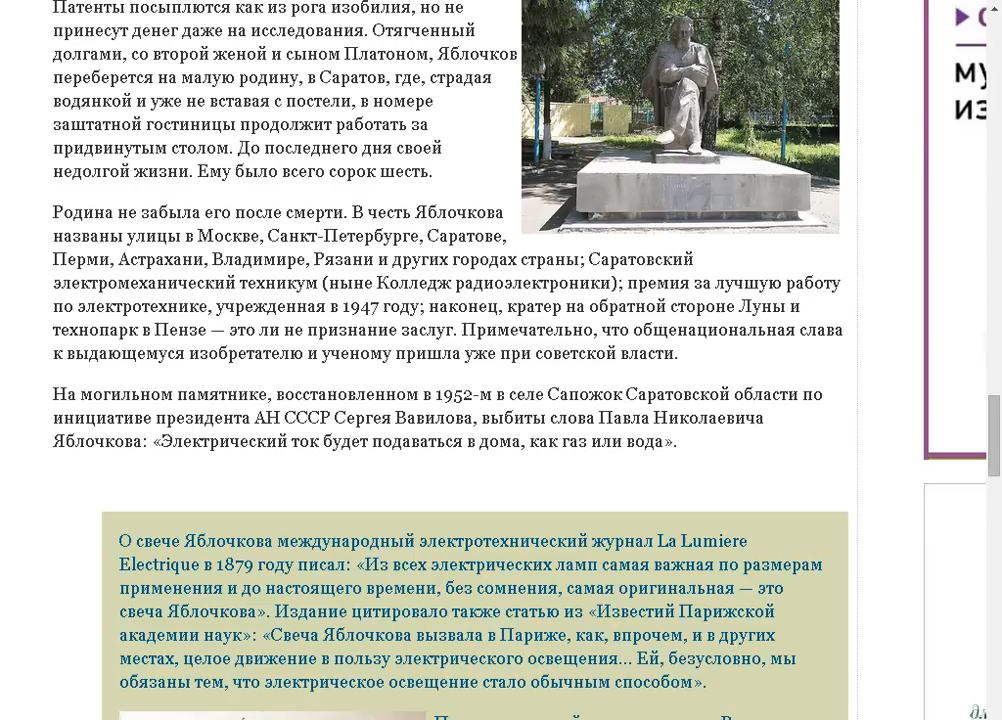 Патенты посыплются как из рога изобилия, но не
принесут денег даже на исследования. Отягченный
долгами, со второй женой и сыном Платоном, Яблочков
переберется на малую родину, в Саратов, где, страдая
водянкой и уже не вставая с постели, в номере
заштатной гостиницы продолжит работать за
придвинутым столом. До последнего дня своей
недолгой жизни. Ему было всего сорок шесть.
Родина не забыла его после смерти. В честь Яблочкова
названы улицы в Москве, Санкт-Петербурге, Саратове,
Перми, Астрахани, Владимире, Рязани и других городах страны; Саратовский
электромеханический техникум (ныне Колледж радиоэлектроники); премия за лучшую работу
по электротехнике, учрежденная в 1947 году; наконец, кратер на обратной стороне Луны и
технопарк в Пензе — это ли не признание заслуг. Примечательно, что общенациональная слава
к выдающемуся изобретателю и ученому пришла уже при советской власти.
На могильном памятнике, восстановленном в 1952-м в селе Сапожок Саратовской области по
инициативе президента АН СССР Сергея Вавилова, выбиты слова Павла Николаевича
Яблочкова: «Электрический ток будет подаваться в дома, как газ или вода».
О свече Яблочкова международный электротехнический журнал La Lumiere
Electrique в 1879 году писал: «Из всех электрических ламп самая важная по размерам
применения и до настоящего времени, без сомнения, самая оригинальная — это
свеча Яблочкова». Издание цитировало также статью из «Известий Парижской
академии наук»: «Свеча Яблочкова вызвала в Париже, как, впрочем, и в других
местах, целое движение в пользу электрического освещения... Ей, безусловно, мы
обязаны тем, что электрическое освещение стало обычным способом».
му
из